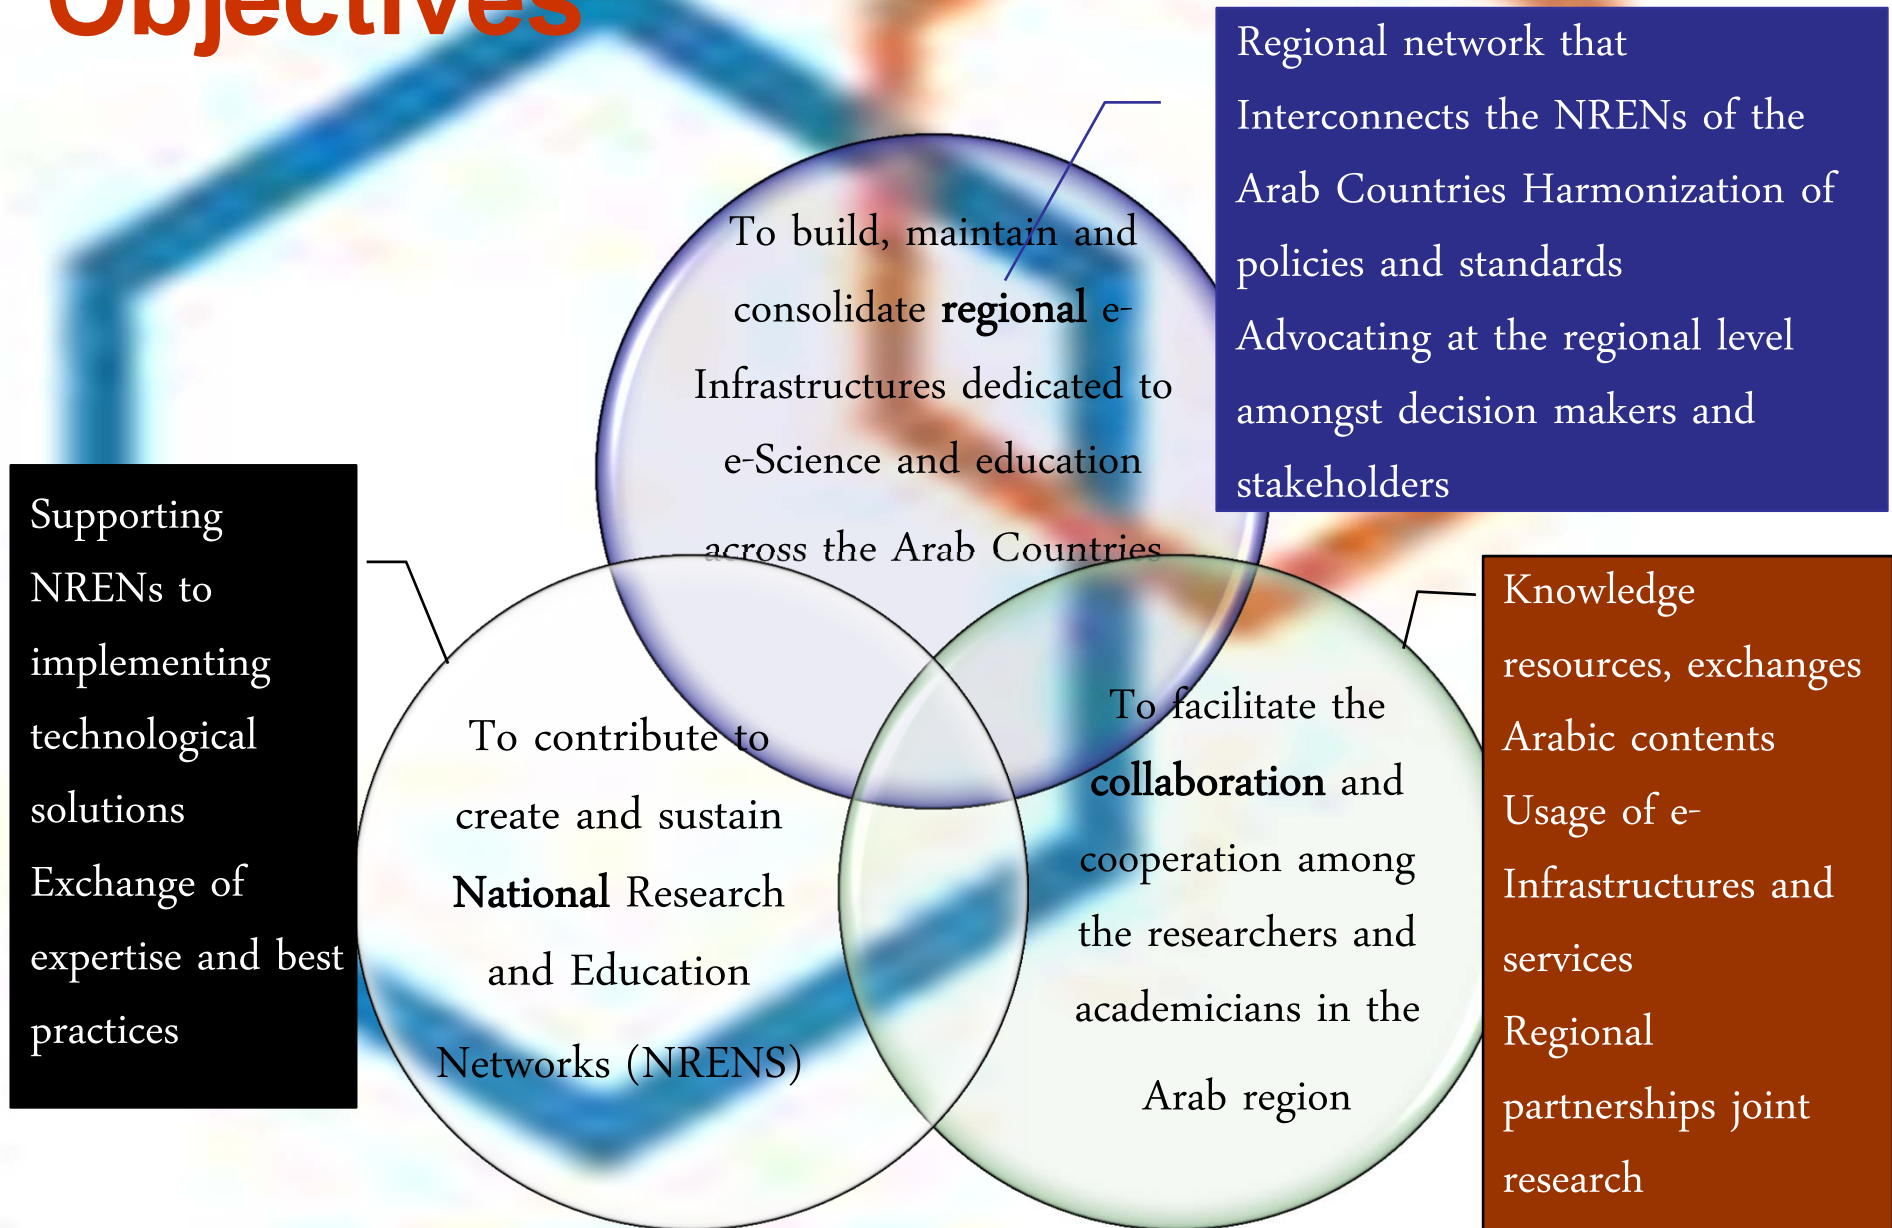 Objectives
Regional network that
Interconnects the NRENs of the
Arab Countries Harmonization of
policies and standards
Advocating at the regional level
amongst decision makers and
stakeholders
To build, maintain and
consolidate regional e-
Infrastructures dedicated to
e-Science and education
across the Arab Countries
Supporting
NRENs to
implementing
technological
solutions
Exchange of
expertise and best
practices
To contribute to
create and sustain
National Research
and Education
Networks (NRENS)
To facilitate the
collaboration and
cooperation among
the researchers and
academicians in the
Arab region
Knowledge
resources, exchanges
Arabic contents
Usage of e-
Infrastructures and
services
Regional
partnerships joint
research